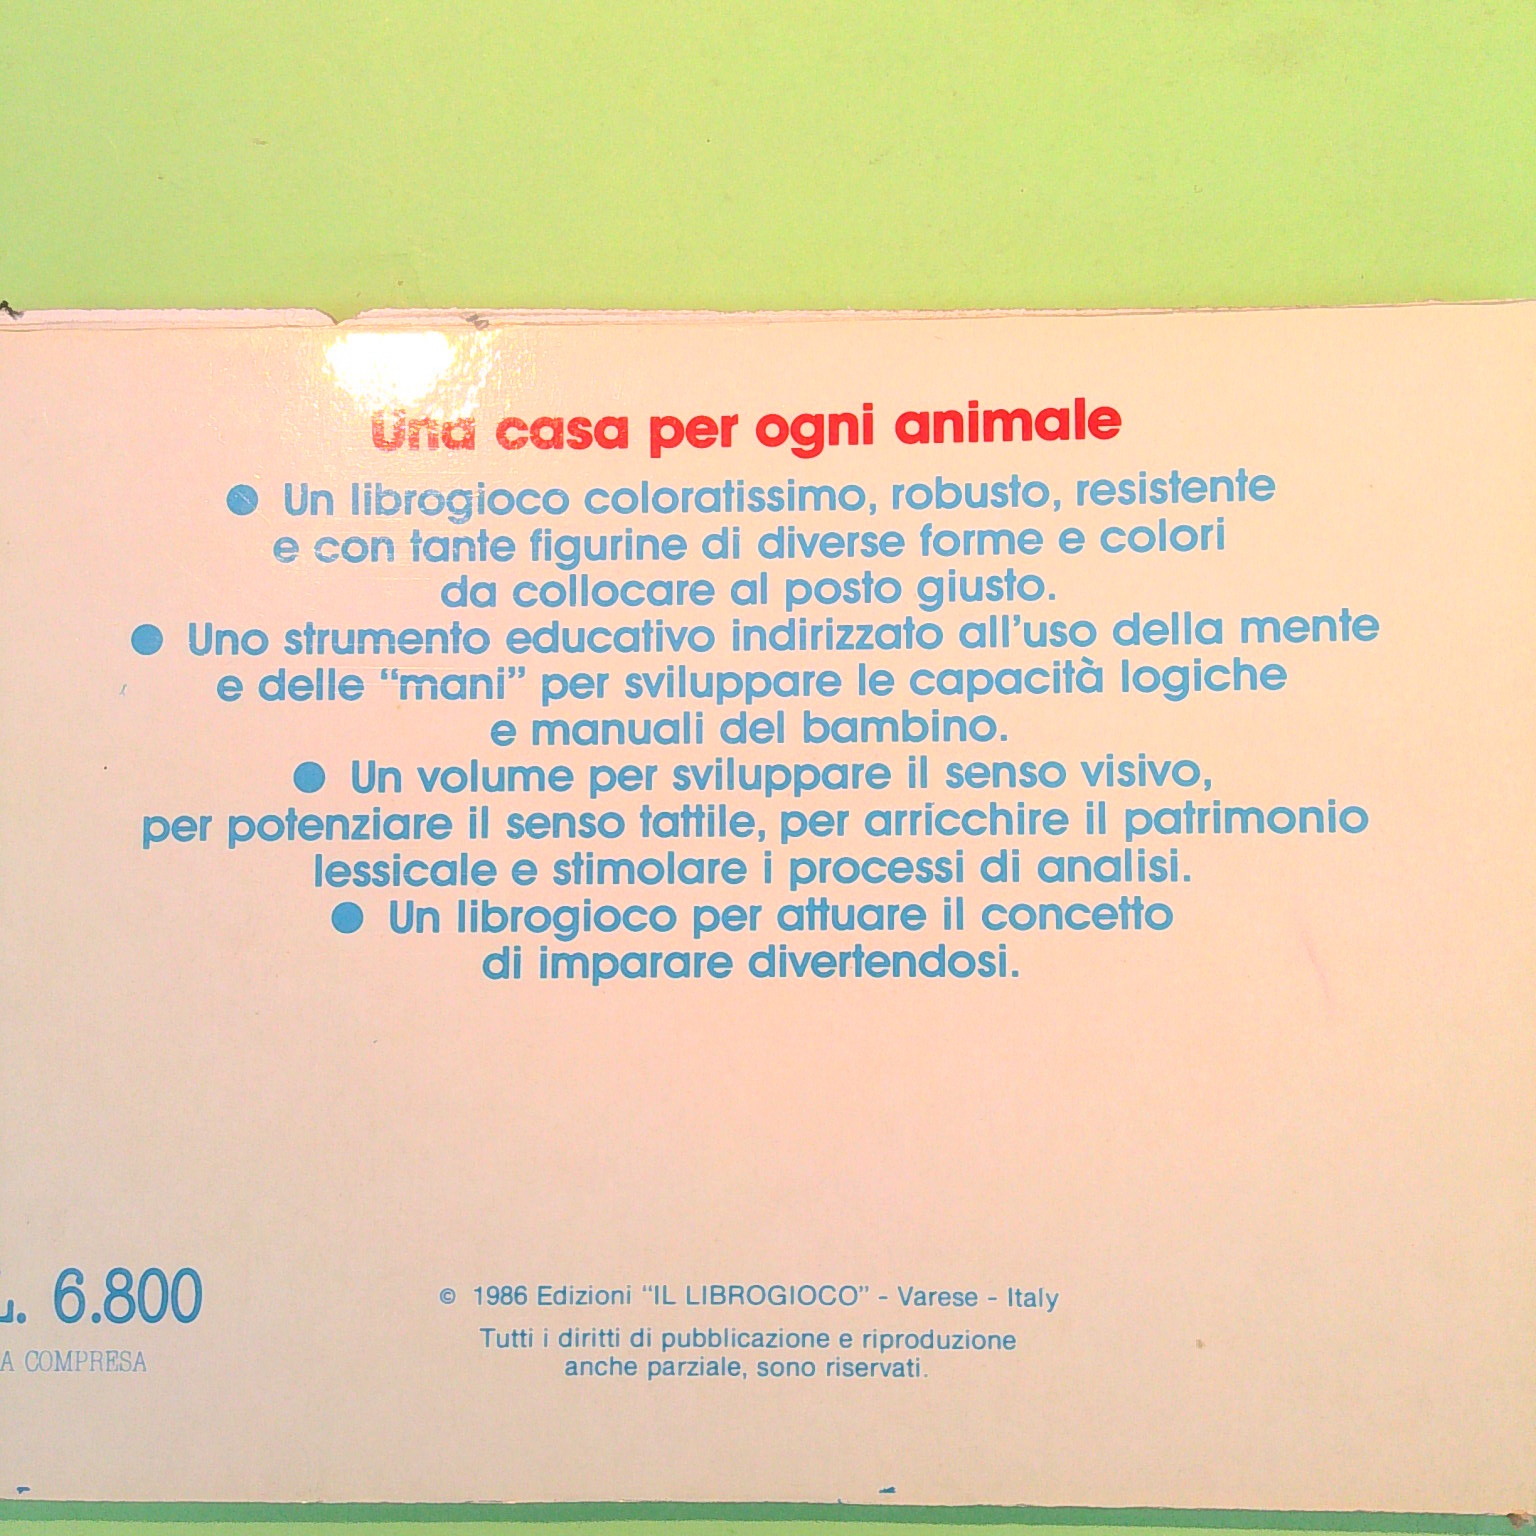 Una casa per ogni animale
● Un librogioco coloratissimo, robusto, resistente
e con tante figurine di diverse forme e colori
da collocare al posto giusto.
● Uno strumento educativo indirizzato all'uso della mente
e delle “mani” per sviluppare le capacità logiche
e manuali del bambino.
● Un volume per sviluppare il senso visivo,
per potenziare il senso tattile, per arricchire il patrimonio
lessicale e stimolare i processi di analisi.
● Un librogioco per attuare il concetto
di imparare divertendosi.
L. 6.800
A COMPRESA
© 1986 Edizioni “IL LIBROGIOCO” - Varese - Italy
Tutti i diritti di pubblicazione e riproduzione
anche parziale, sono riservati.